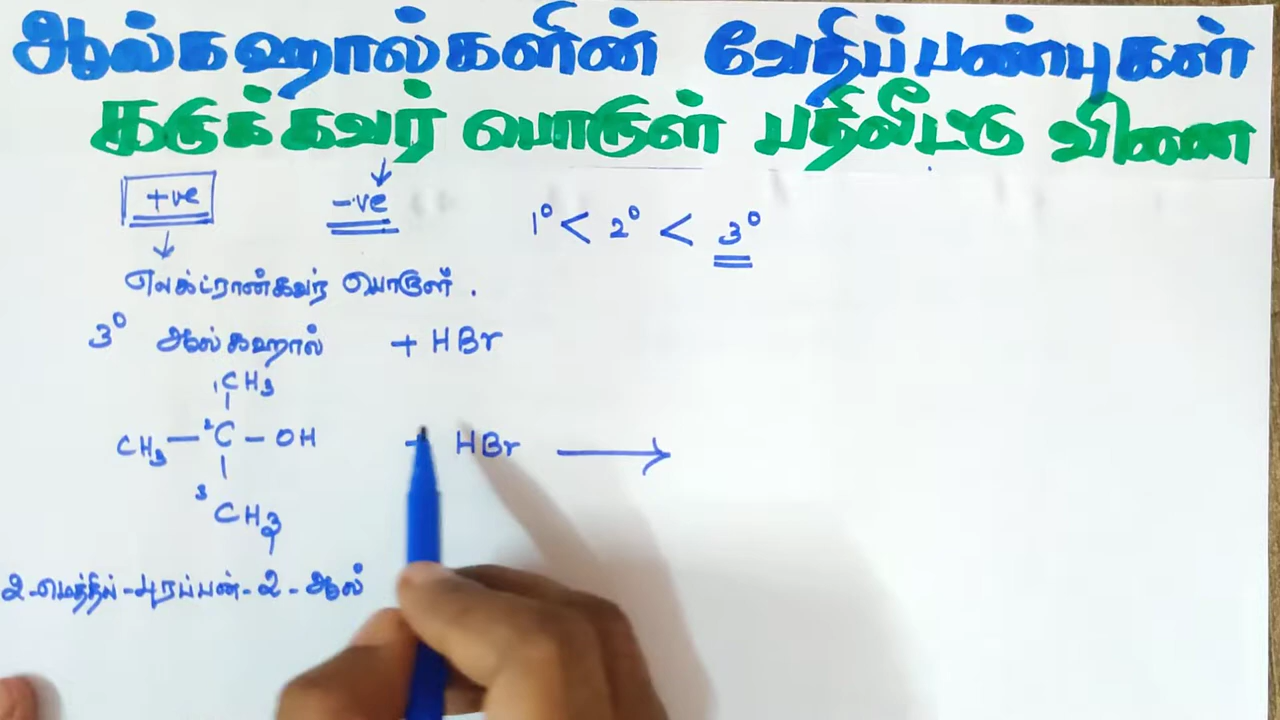 ஆல்கஹால்களின் வேதிப்பண்புகள்
கருக்கவர் பொருள் பதிலீட்டு வினை
+ve -ve 1° < 2° < 3°
எலக்ட்ரான்கவர் பொருள் .
3° ஆல்கஹால் + HBr
1CH3
CH3 — 2C — OH + HBr ⟶
3CH3
2-மெத்தில்-புரப்பன்-2-ஆல்